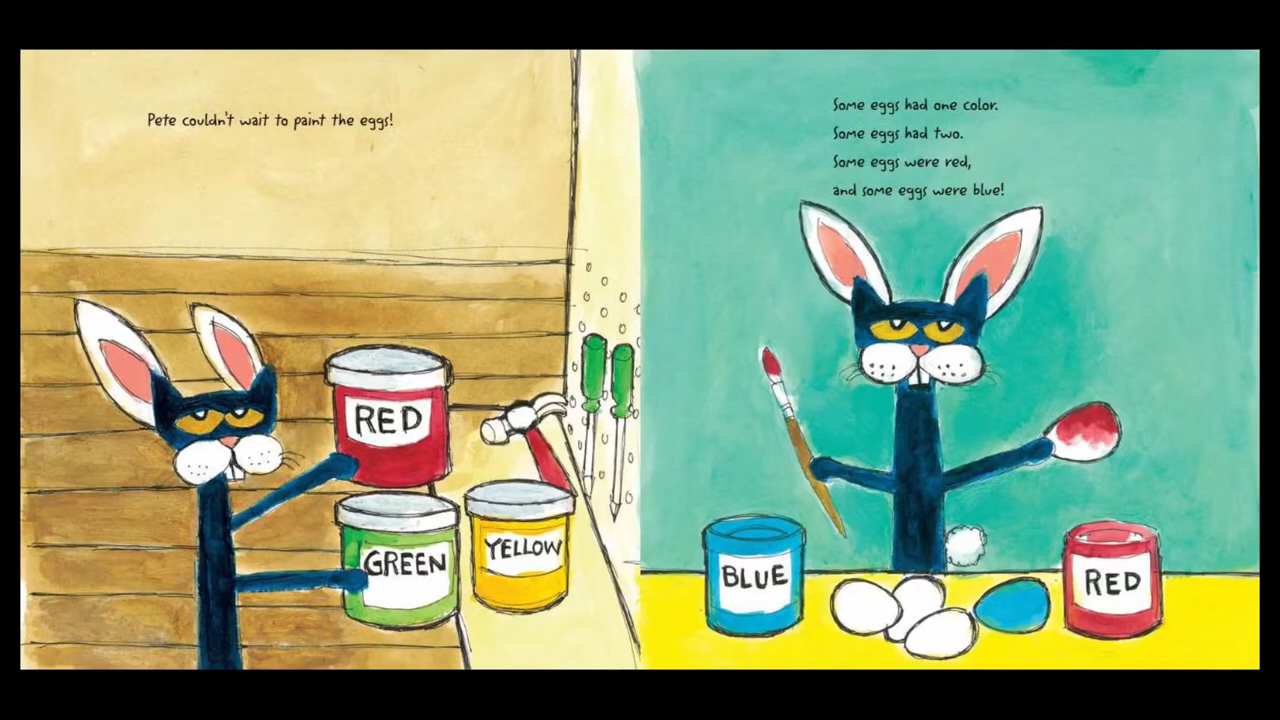 Pete couldn't wait to paint the eggs!
RED
GREEN
YELLOW
Some eggs had one color.
Some eggs had two.
Some eggs were red,
and some eggs were blue!
BLUE
RED